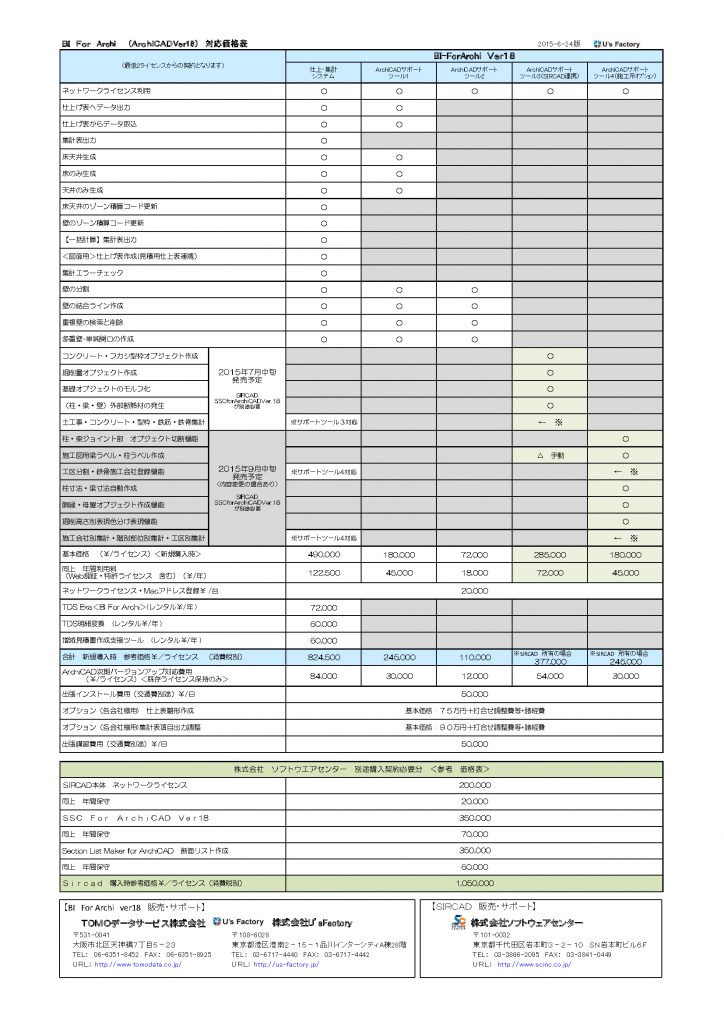 BI For Archi （ArchiCADVer18） 対応価格表 2015-6-24版 U's Factory
（最低2ライセンスからの契約となります） BI-ForArchi Ver18
仕上・集計システム ArchiCADサポートツール1 ArchiCADサポートツール2 ArchiCADサポートツール3(SIRCAD連携) ArchiCADサポートツール4(施工用オプション)
ネットワークライセンス利用 ○ ○ ○ ○ ○
仕上げ表へデータ出力 ○ ○
仕上げ表からデータ取込 ○ ○
集計表出力 ○
床天井生成 ○ ○
床のみ生成 ○ ○
天井のみ生成 ○ ○
床天井のゾーン積算コード更新 ○
壁のゾーン積算コード更新 ○
【一括計算】集計表出力 ○
＜図面用＞仕上げ表作成(見積用仕上表連携) ○
集計エラーチェック ○
壁の分割 ○ ○ ○
壁の結合ライン作成 ○ ○ ○
重複壁の検索と削除 ○ ○ ○
多重壁・単純開口の作成 ○ ○ ○
2015年7月中旬
発売予定
SIRCAD
SSCforArchiCADVer.18
が別途必要
コンクリート・フカシ型枠オブジェクト作成 ○
掘削量オブジェクト作成 ○
基礎オブジェクトのモルフ化 ○
（柱・梁・壁）外部断熱材の発生 ○
土工事・コンクリート・型枠・鉄筋・鉄骨集計 ※サポートツール３対応 ← ※
2015年9月中旬
発売予定
（内容変更の場合あり）
SIRCAD
SSCforArchiCADVer.18
が別途必要
柱・梁ジョイント部 オブジェクト切断機能 ○
施工図用梁ラベル・柱ラベル作成 △ 手動 ○
工区分割・鉄骨施工会社登録機能 ※サポートツール4対応 ← ※
柱寸法・梁寸法自動作成 ○
胴縁・母屋オブジェクト作成機能 ○
掘削深さ別表現色分け表現機能 ○
施工会社別集計・階別部位別集計・工区別集計 ※サポートツール4対応 ← ※
基本価格 （¥/ライセンス）＜新規購入時＞ 490,000 180,000 72,000 285,000 180,000
同上 年間利用料
（Web認証・特許ライセンス 含む）（¥/年） 122,500 45,000 18,000 72,000 45,000
ネットワークライセンス・Macアドレス登録¥ /台 20,000
TDS Exa<BI For Archi>(レンタル¥/年) 72,000
TDS明細変換 （レンタル¥/年） 60,000
増減見積書作成支援ツール （レンタル¥/年） 60,000
合計 新規導入時 参考価格¥／ライセンス （消費税別） 824,500 245,000 110,000 ※SIRCAD 所有の場合 377,000 ※SIRCAD 所有の場合 245,000
ArchiCAD次期バージョンアップ対応費用
（¥/ライセンス）＜既存ライセンス保持のみ＞ 84,000 30,000 12,000 54,000 30,000
出張インストール費用（交通費別途）¥/日 50,000
オプション（各会社様用） 仕上表雛形作成 基本価格：７５万円＋打合せ調整費等・諸経費
オプション（各会社様用)集計表項目出力調整 基本価格：９０万円＋打合せ調整費等・諸経費
出張講習費用（交通費別途）¥/日 50,000
株式会社 ソフトウエアセンター 別途購入契約必要分 ＜参考 価格表＞
SIRCAD本体 ネットワークライセンス 200,000
同上 年間保守 20,000
ＳＳＣ Ｆｏｒ ＡｒｃｈｉＣＡＤ Ｖｅｒ18 350,000
同上 年間保守 70,000
Section List Maker for ArchiCAD 断面リスト作成 350,000
同上 年間保守 60,000
Ｓｉｒｃａｄ 購入時参考価格¥／ライセンス（消費税別） 1,050,000
【BI For Archi ver18 販売・サポート】
TOMOデータサービス株式会社
〒531-0041
大阪市北区天神橋７丁目５－２３
TEL: 06-6351-8452 FAX: 06-6351-8925
URL: http://www.tomodata.co.jp/
U's Factory 株式会社U'sFactory
〒108-6028
東京都港区港南２－１５－１品川インターシティA棟28階
TEL: 03-6717-4440 FAX: 03-6717-4442
URL: http://us-factory.jp/
【SIRCAD 販売・サポート】
株式会社ソフトウェアセンター
〒101-0032
東京都千代田区岩本町３－２－１０ SN岩本町ビル６Ｆ
TEL: 03-3866-2095 FAX: 03-3841-0449
URL: http://www.scinc.co.jp/